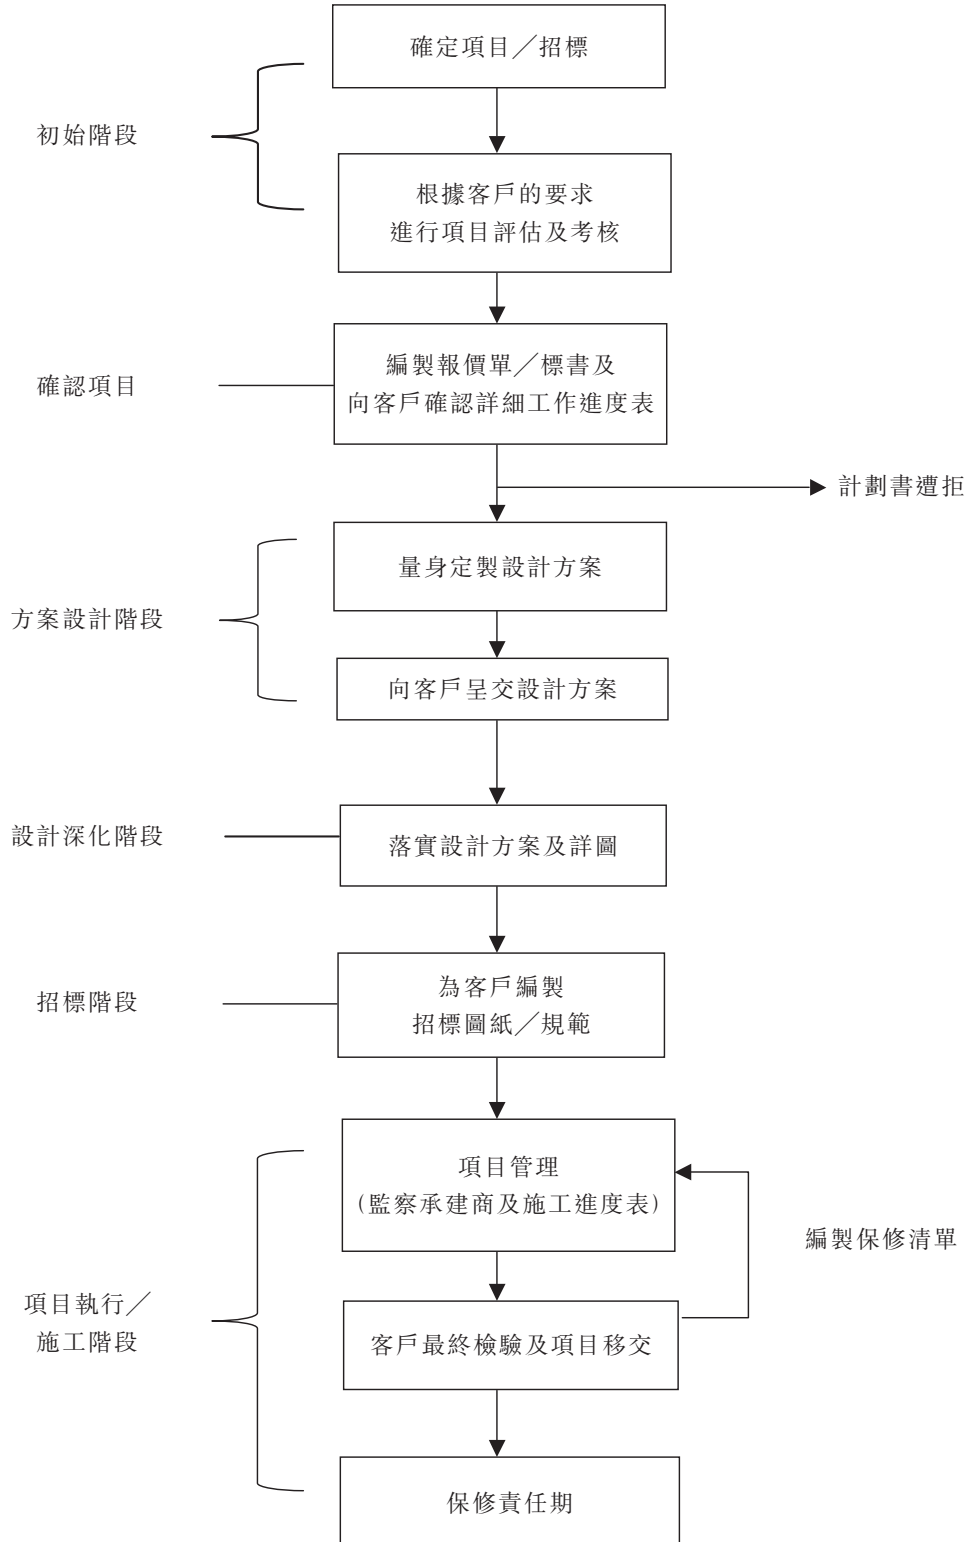 確定項目／招標
初始階段
根據客戶的要求
進行項目評估及考核
確認項目
編製報價單／標書及
向客戶確認詳細工作進度表
計劃書遭拒
量身定製設計方案
方案設計階段
向客戶呈交設計方案
設計深化階段
落實設計方案及詳圖
招標階段
為客戶編製
招標圖紙／規範
項目管理
(監察承建商及施工進度表)
編製保修清單
項目執行／
施工階段
客戶最終檢驗及項目移交
保修責任期